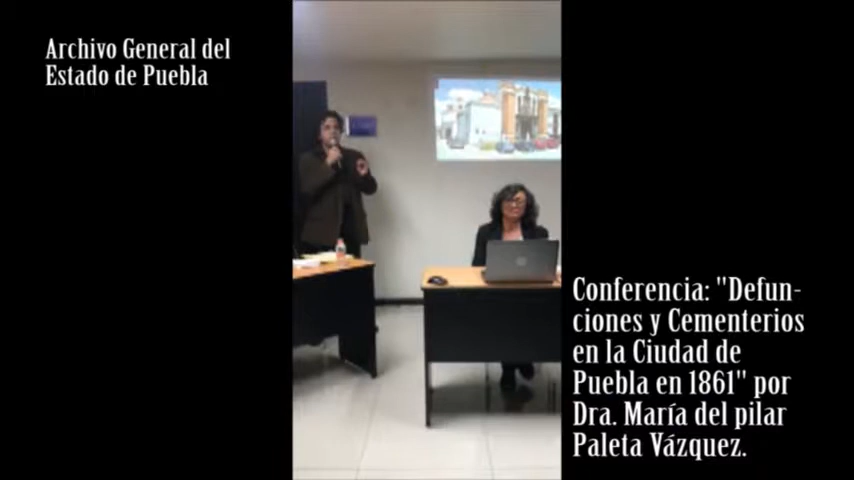 Archivo General del
Estado de Puebla
Conferencia: "Defun-
ciones y Cementerios
en la Ciudad de
Puebla en 1861" por
Dra. María del pilar
Paleta Vázquez.